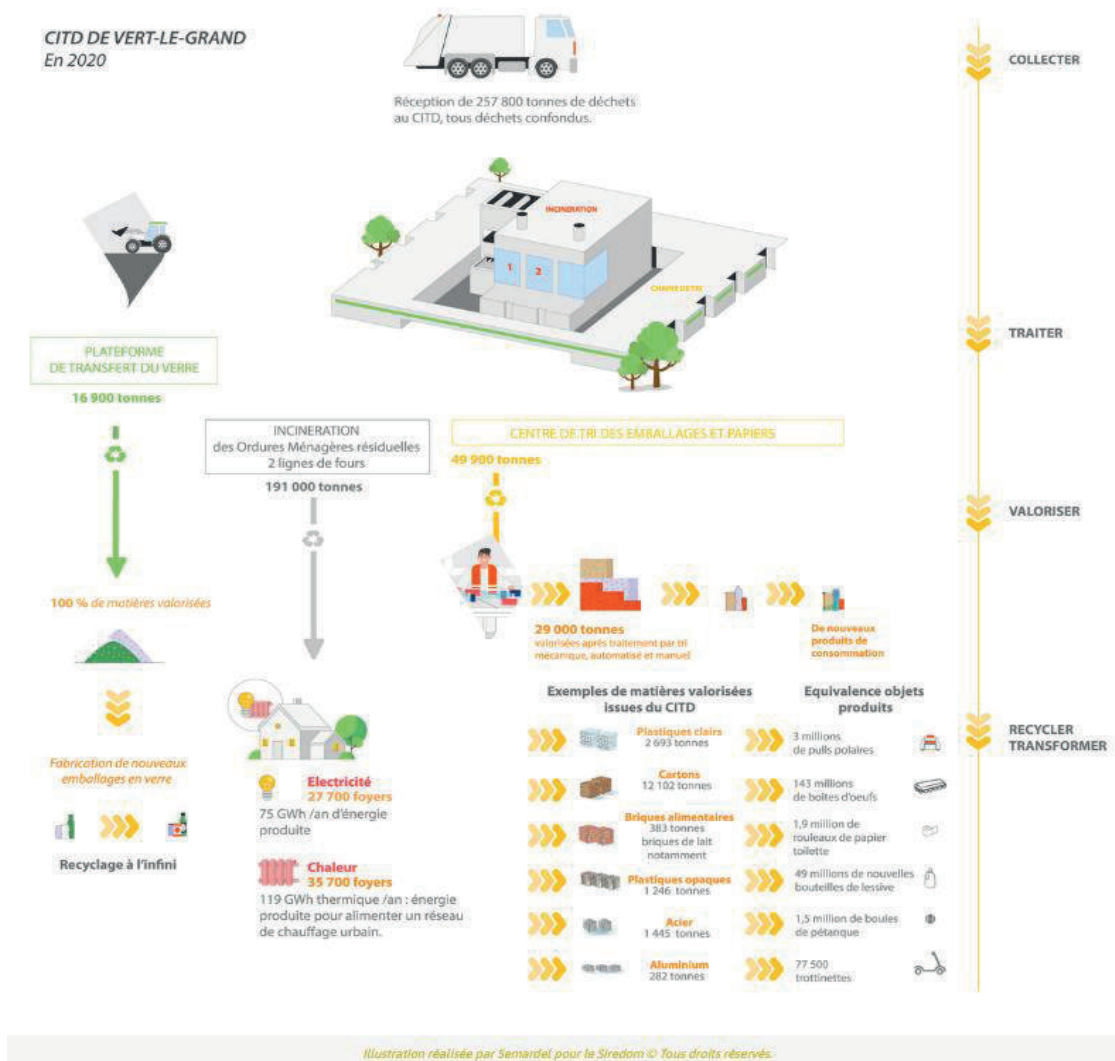 CITD DE VERT-LE-GRAND
En 2020
Réception de 257 800 tonnes de déchets
au CITD, tous déchets confondus.
COLLECTER
TRAITER
VALORISER
RECYCLER
TRANSFORMER
INCINERATION
1
2
CHAINE DE TRI
PLATEFORME
DE TRANSFERT DU VERRE
16 900 tonnes
100 % de matières valorisées
Fabrication de nouveaux
emballages en verre
Recyclage à l'infini
INCINERATION
des Ordures Ménagères résiduelles
2 lignes de fours
191 000 tonnes
Electricité
27 700 foyers
75 GWh /an d'énergie
produite
Chaleur
35 700 foyers
119 GWh thermique /an : énergie
produite pour alimenter un réseau
de chauffage urbain.
CENTRE DE TRI DES EMBALLAGES ET PAPIERS
49 900 tonnes
29 000 tonnes
valorisées après traitement par tri
mécanique, automatisé et manuel
De nouveaux
produits de
consommation
Exemples de matières valorisées
issues du CITD
Equivalence objets
produits
Plastiques clairs
2 693 tonnes
3 millions
de pulls polaires
Cartons
12 102 tonnes
143 millions
de boîtes d'oeufs
Briques alimentaires
383 tonnes
briques de lait
notamment
1,9 million de
rouleaux de papier
toilette
Plastiques opaques
1 246 tonnes
49 millions de nouvelles
bouteilles de lessive
Acier
1 445 tonnes
1,5 million de boules
de pétanque
Aluminium
282 tonnes
77 500
trottinettes
Illustration réalisée par Semardel pour le Siredom © Tous droits réservés.